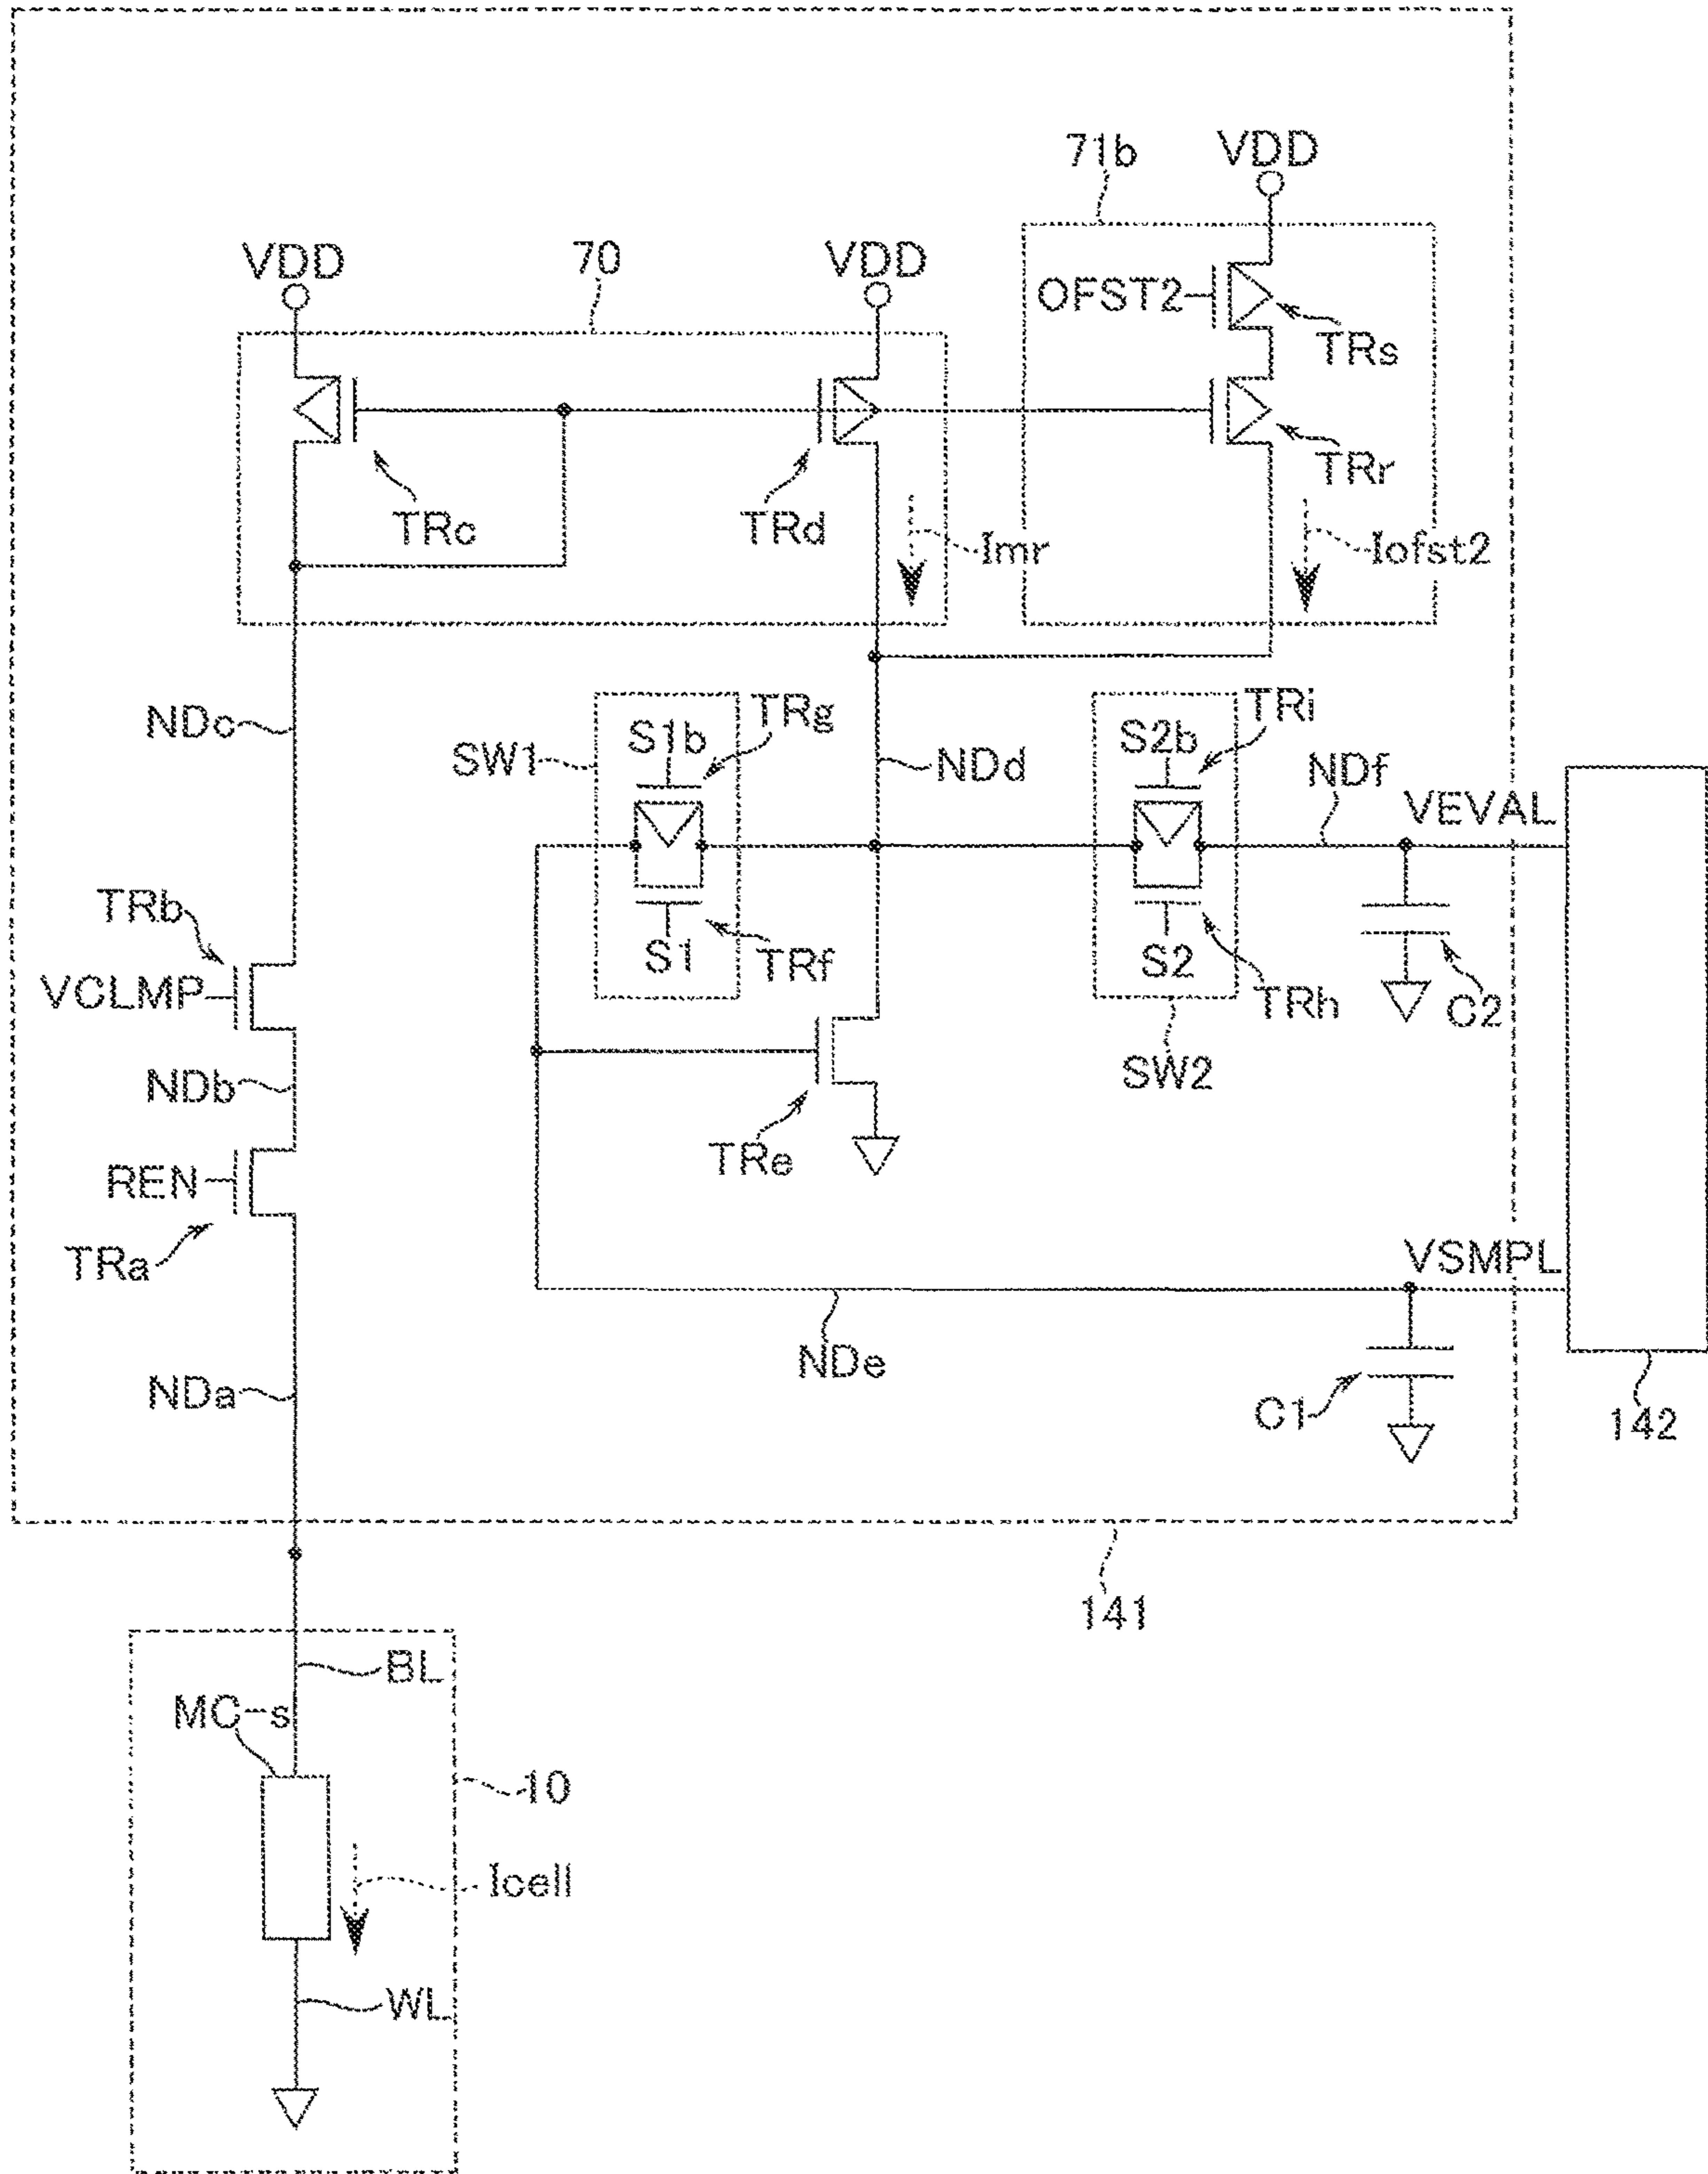 71b
VDD
VDD
70
VDD
OFST2
TRs
TRr
TRc
TRd
Imr
Iofst2
NDc
SW1
S1b
TRg
NDd
S2b
TRi
NDf
VEVAL
TRb
VCLMP
S1
TRf
S2
TRh
C2
SW2
NDb
TRe
REN
TRa
VSMPL
NDe
NDa
C1
142
141
BL
MC-s
10
Icell
WL